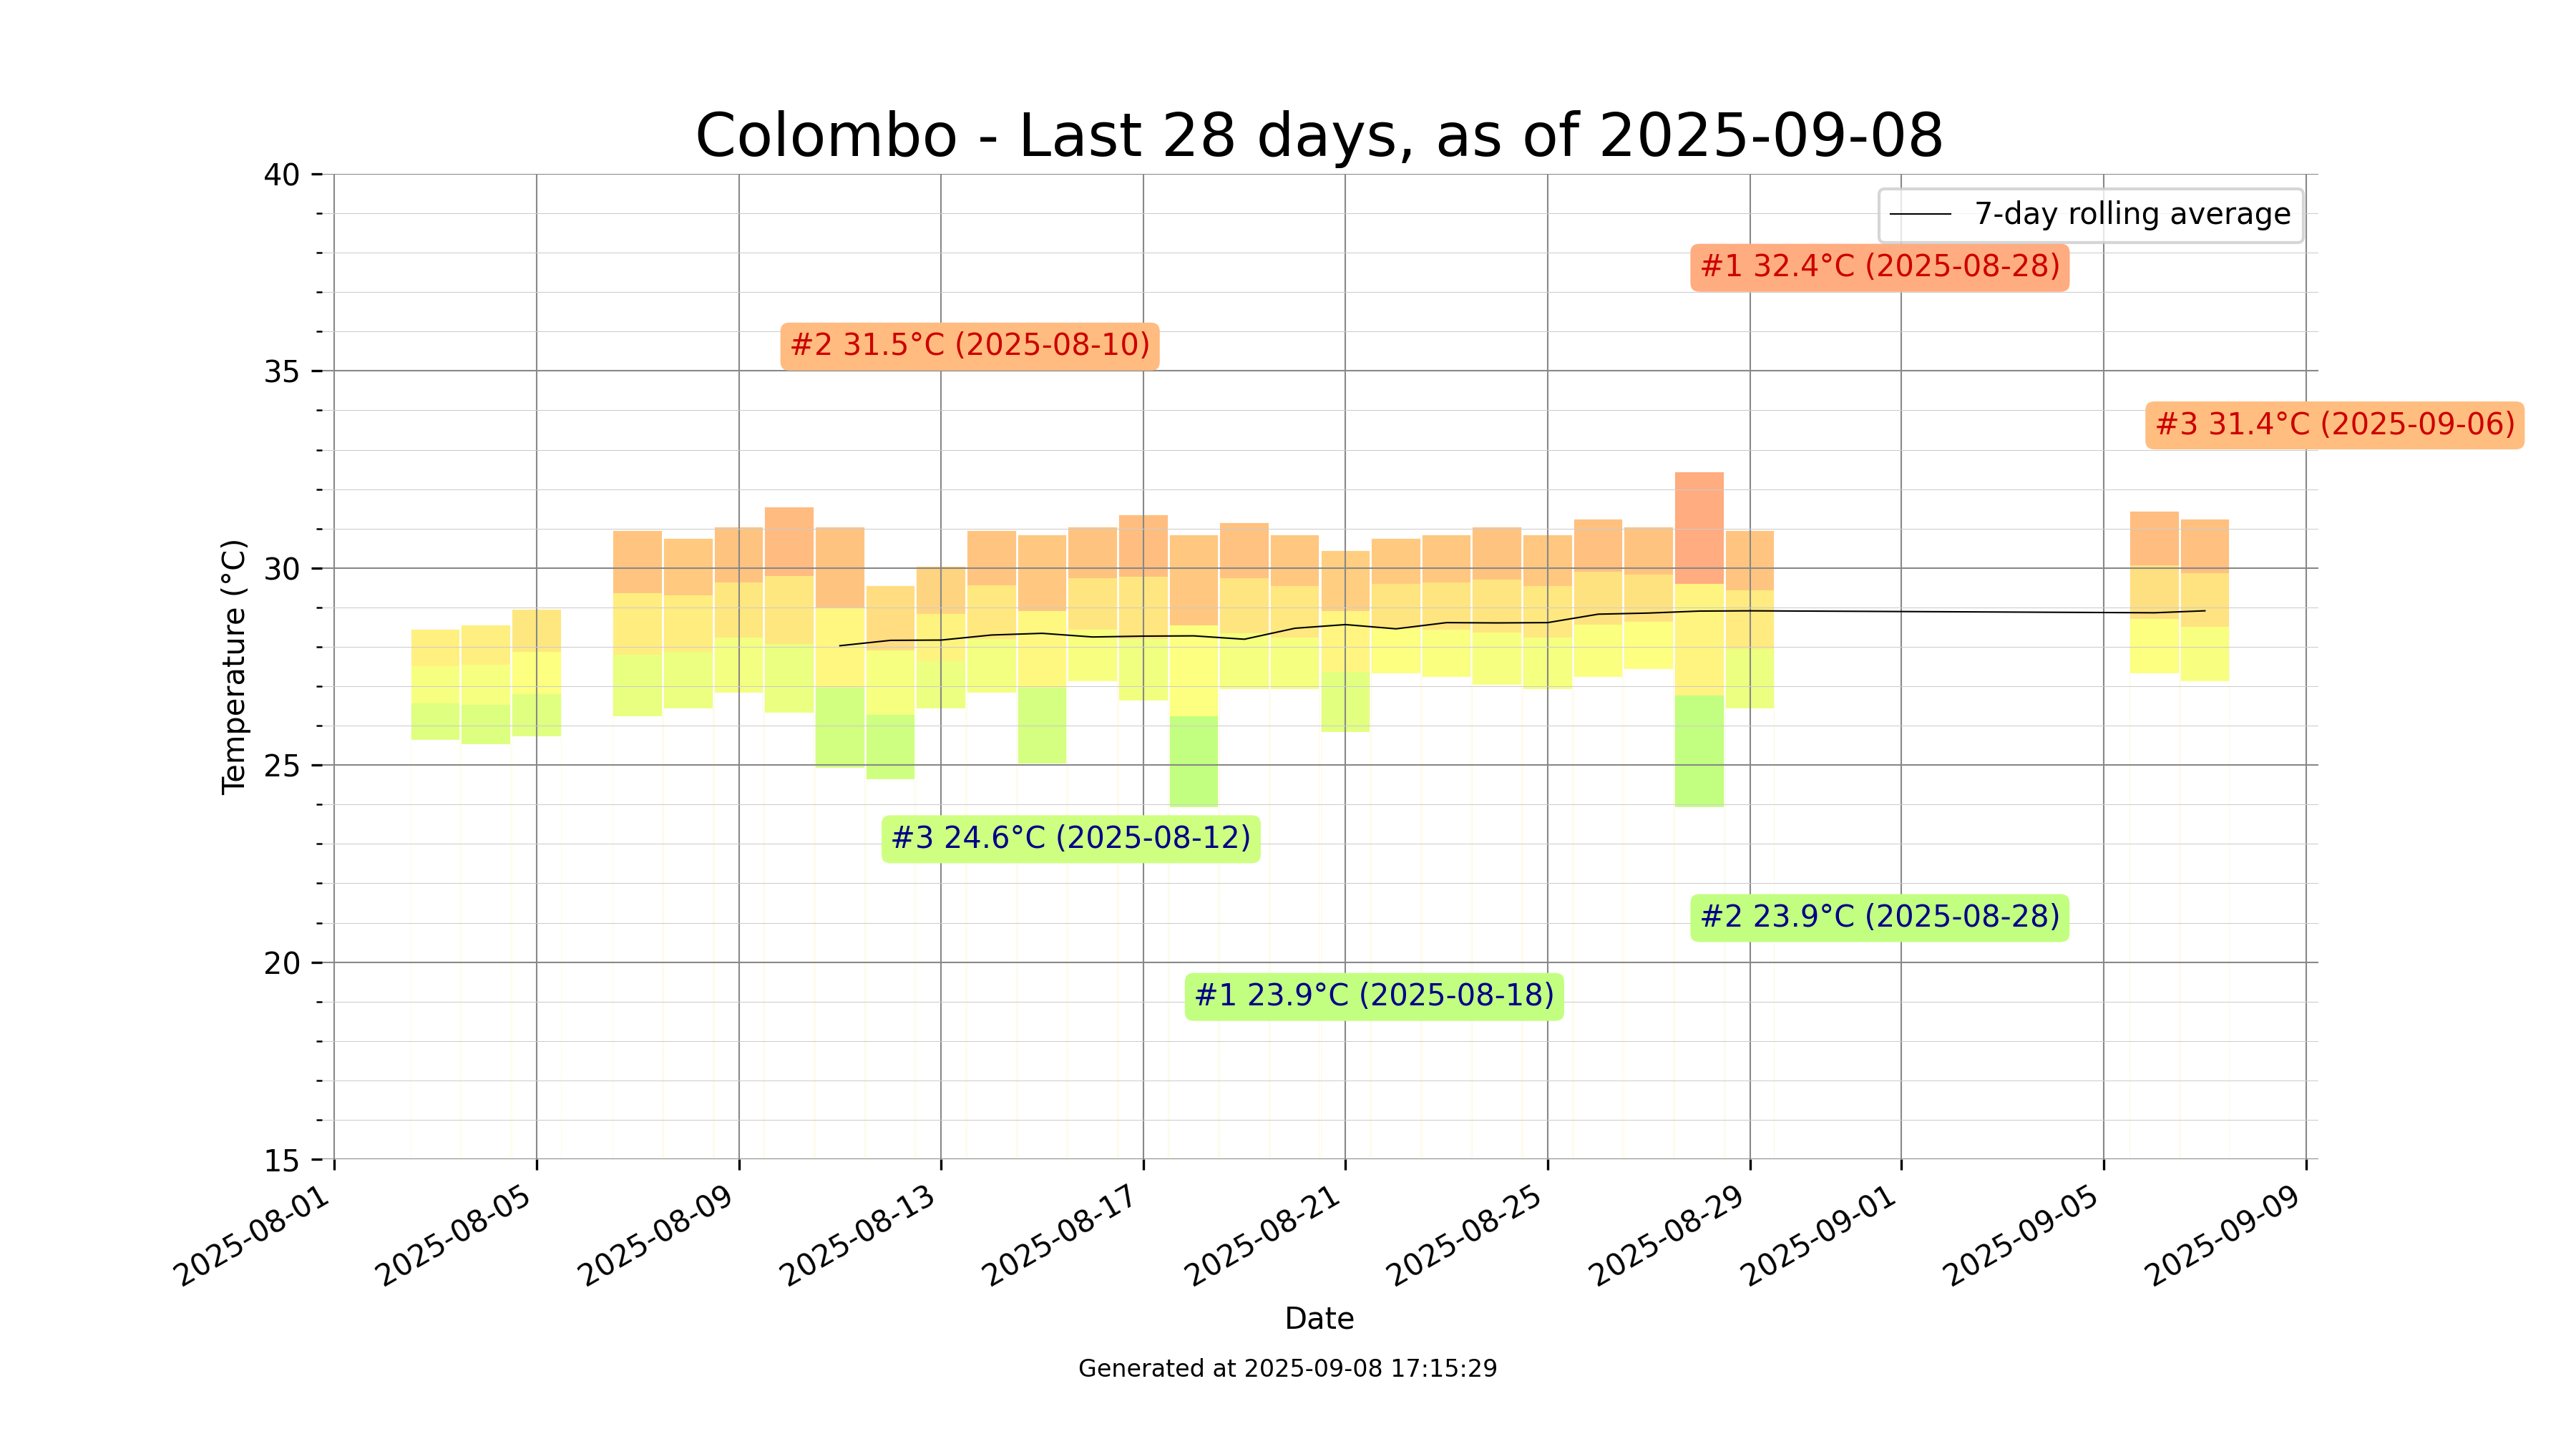 Colombo - Last 28 days, as of 2025-09-08
40
35
30
25
20
15
Temperature (°C)
7-day rolling average
#1 32.4°C (2025-08-28)
#2 31.5°C (2025-08-10)
#3 31.4°C (2025-09-06)
#3 24.6°C (2025-08-12)
#2 23.9°C (2025-08-28)
#1 23.9°C (2025-08-18)
2025-08-01
2025-08-05
2025-08-09
2025-08-13
2025-08-17
2025-08-21
2025-08-25
2025-08-29
2025-09-01
2025-09-05
2025-09-09
Date
Generated at 2025-09-08 17:15:29